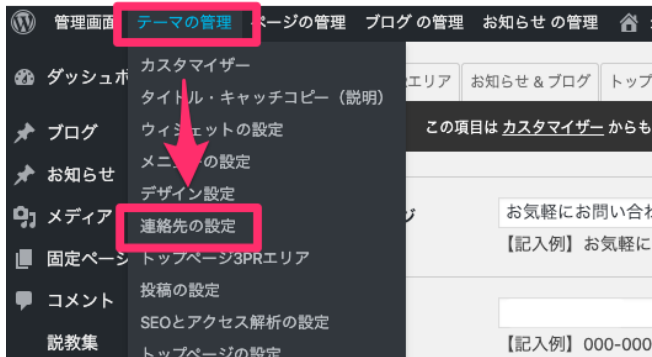 管理画面 テーマの管理 ページの管理 ブログ の管理 お知らせ の管理
カスタマイザー
タイトル・キャッチコピー（説明）
ウィジェットの設定
メニューの設定
デザイン設定
連絡先の設定
トップページ3PRエリア
投稿の設定
SEOとアクセス解析の設定
トップページの設定
ダッシュボ
ブログ
お知らせ
メディア
固定ページ
コメント
説教集
エリア お知らせ & ブログ トップ
この項目は カスタマイザー からも
ジ
お気軽にお問い合わ
【記入例】お気軽に
【記入例】000-000